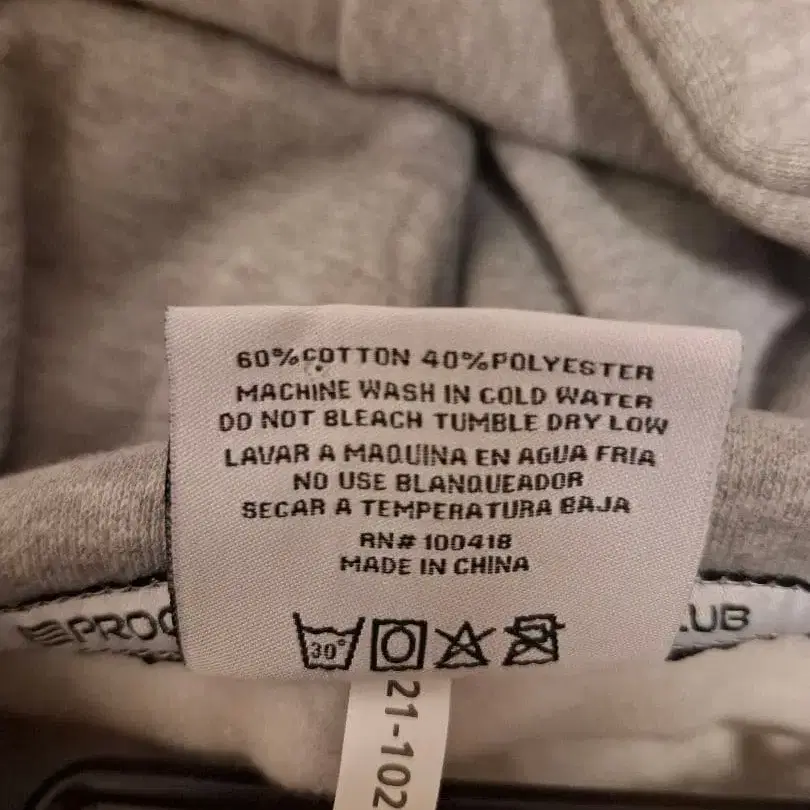 60%COTTON 40%POLYESTER
MACHINE WASH IN COLD WATER
DO NOT BLEACH TUMBLE DRY LOW
LAVAR A MAQUINA EN AGUA FRIA
NO USE BLANQUEADOR
SECAR A TEMPERATURA BAJA
RN# 100418
MADE IN CHINA
30°
PROC
LUB
21-102